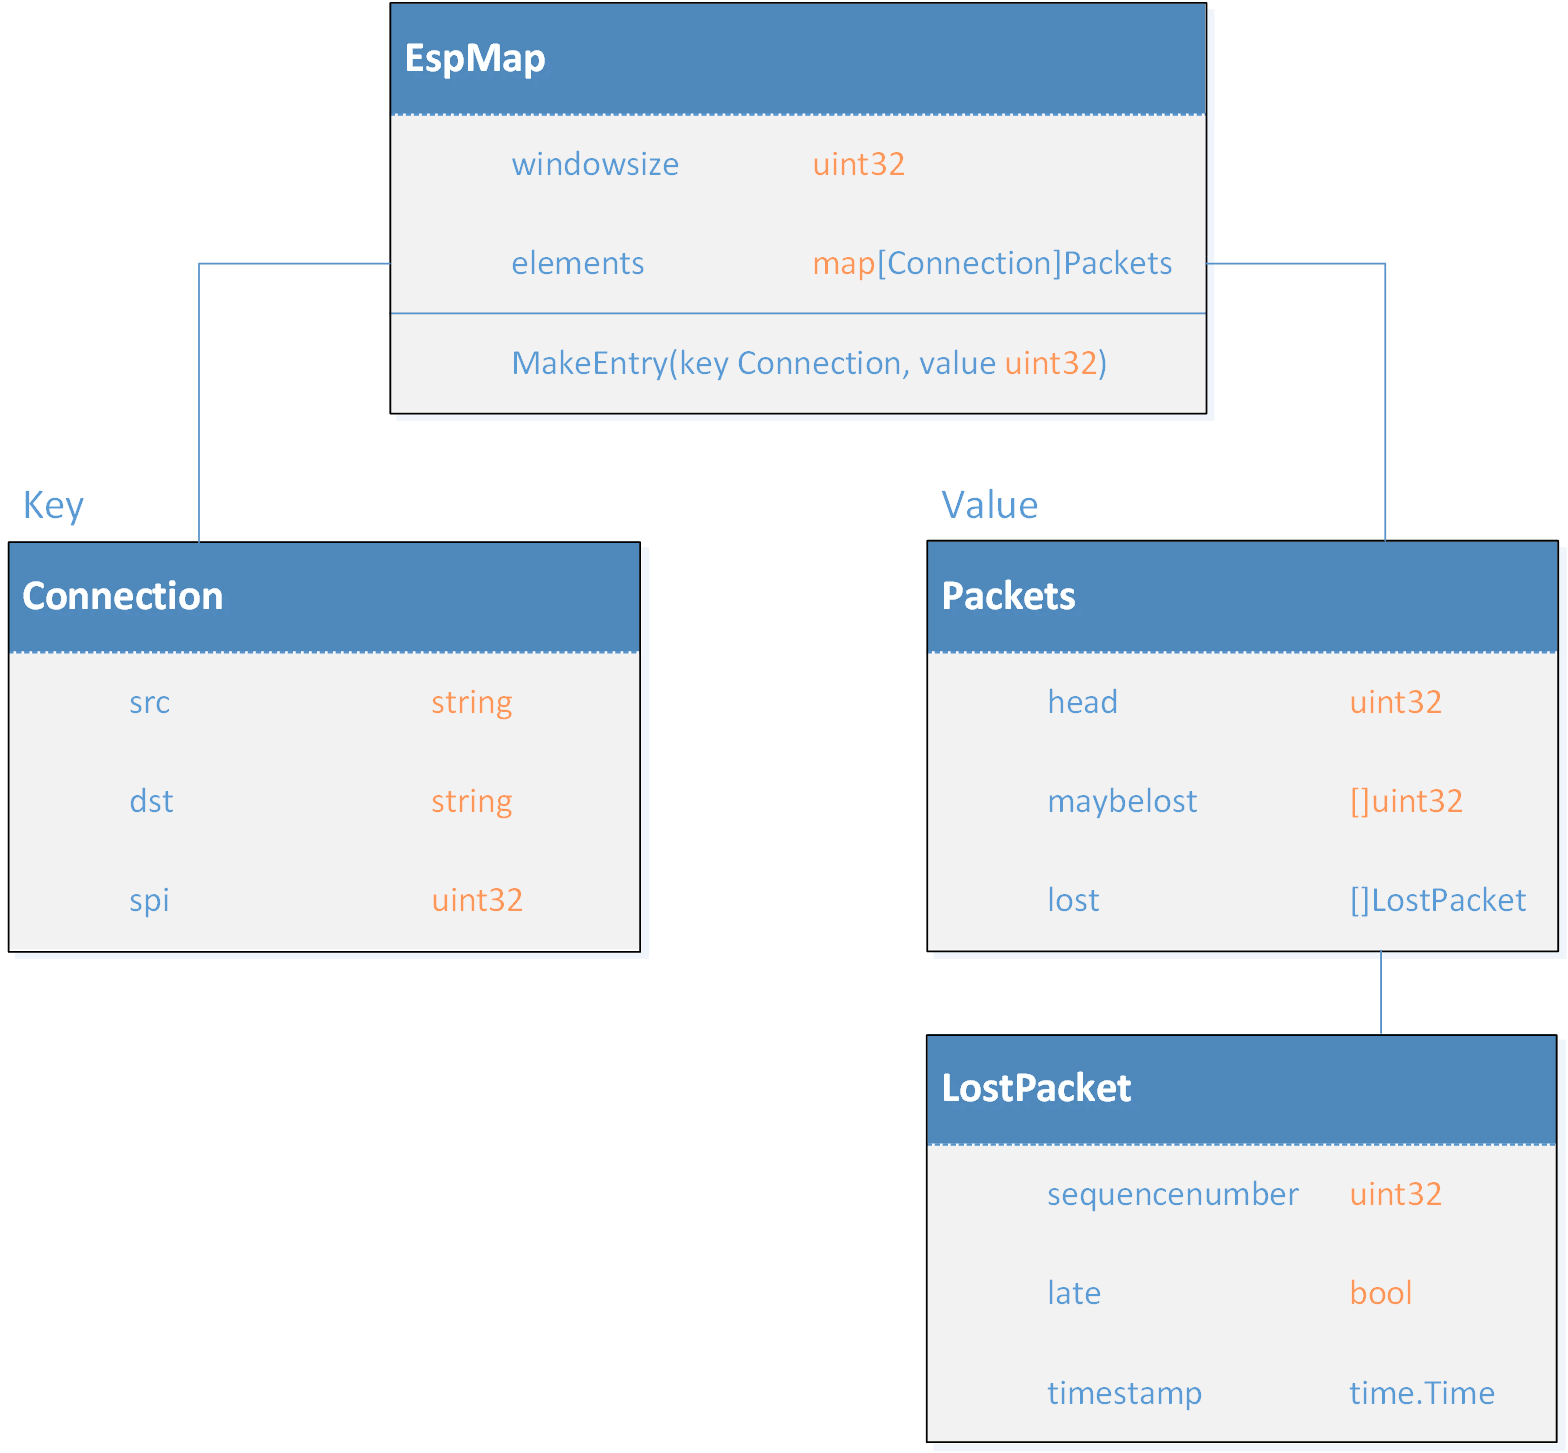 EspMap
windowsize uint32
elements map[Connection]Packets
MakeEntry(key Connection, value uint32)
Key
Connection
src string
dst string
spi uint32
Value
Packets
head uint32
maybelost []uint32
lost []LostPacket
LostPacket
sequencenumber uint32
late bool
timestamp time.Time